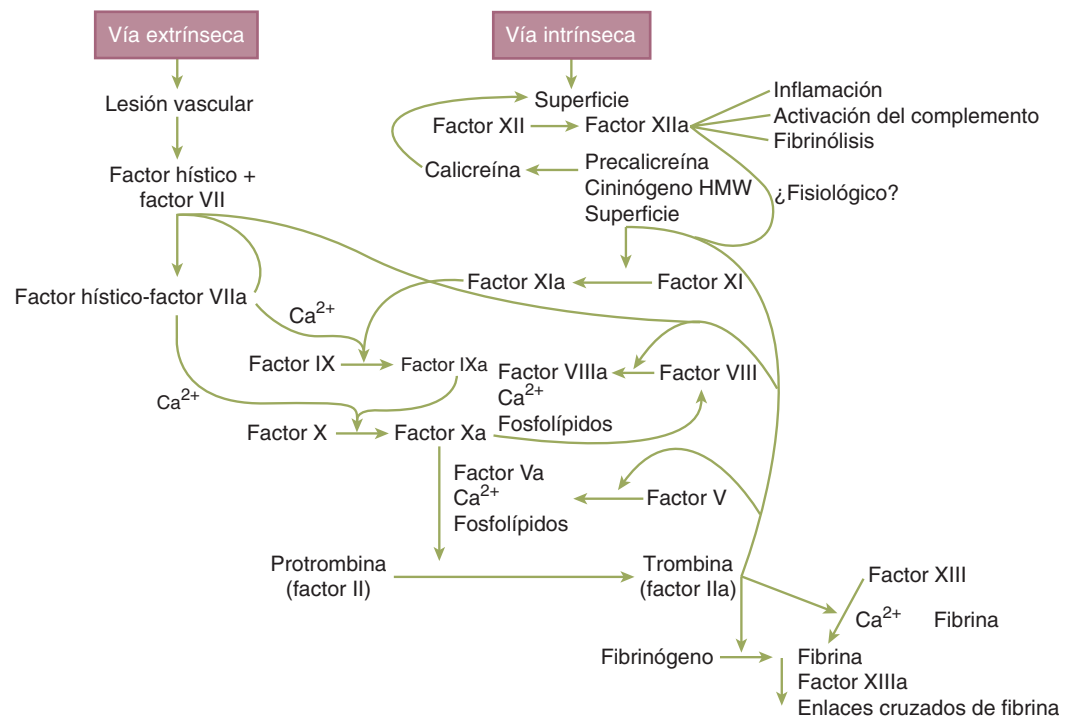 Vía extrínseca
Vía intrínseca
Lesión vascular
Factor hístico +
factor VII
Factor hístico-factor VIIa
Superficie
Factor XII
Factor XIIa
Inflamación
Activación del complemento
Fibrinólisis
Calicreína
Precalicreína
Cininógeno HMW
Superficie
¿Fisiológico?
Factor XIa
Factor XI
Ca2+
Factor IX
Factor IXa
Factor VIIIa
Ca2+
Fosfolípidos
Factor VIII
Ca2+
Factor X
Factor Xa
Factor Va
Ca2+
Fosfolípidos
Factor V
Protrombina
(factor II)
Trombina
(factor IIa)
Factor XIII
Ca2+
Fibrina
Fibrinógeno
Fibrina
Factor XIIIa
Enlaces cruzados de fibrina